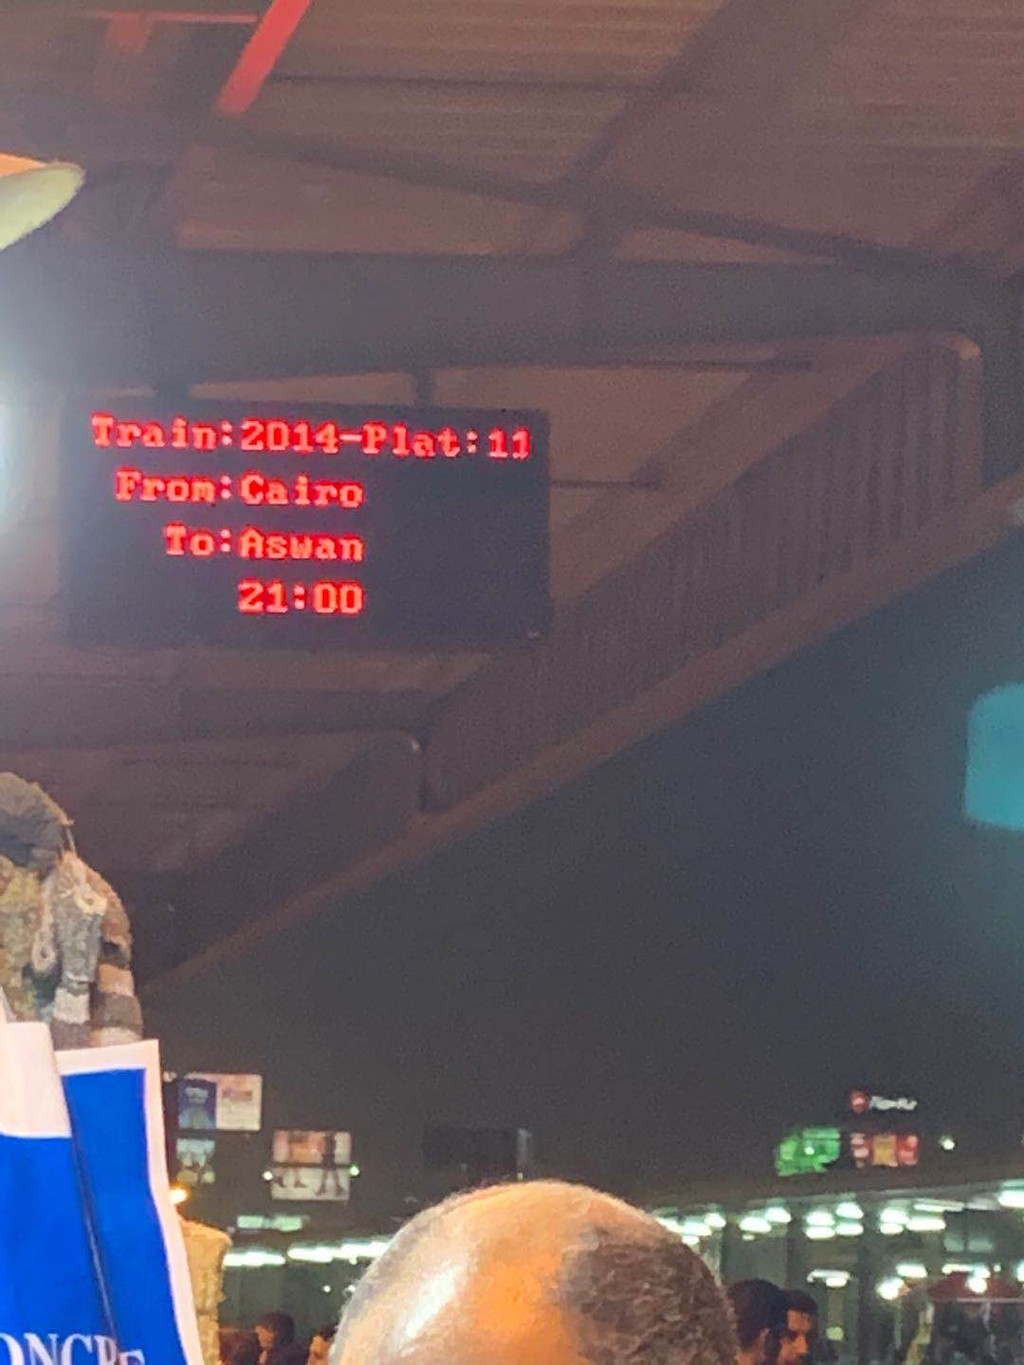 Train:2014-Plat:11
From:Cairo
To:Aswan
21:00